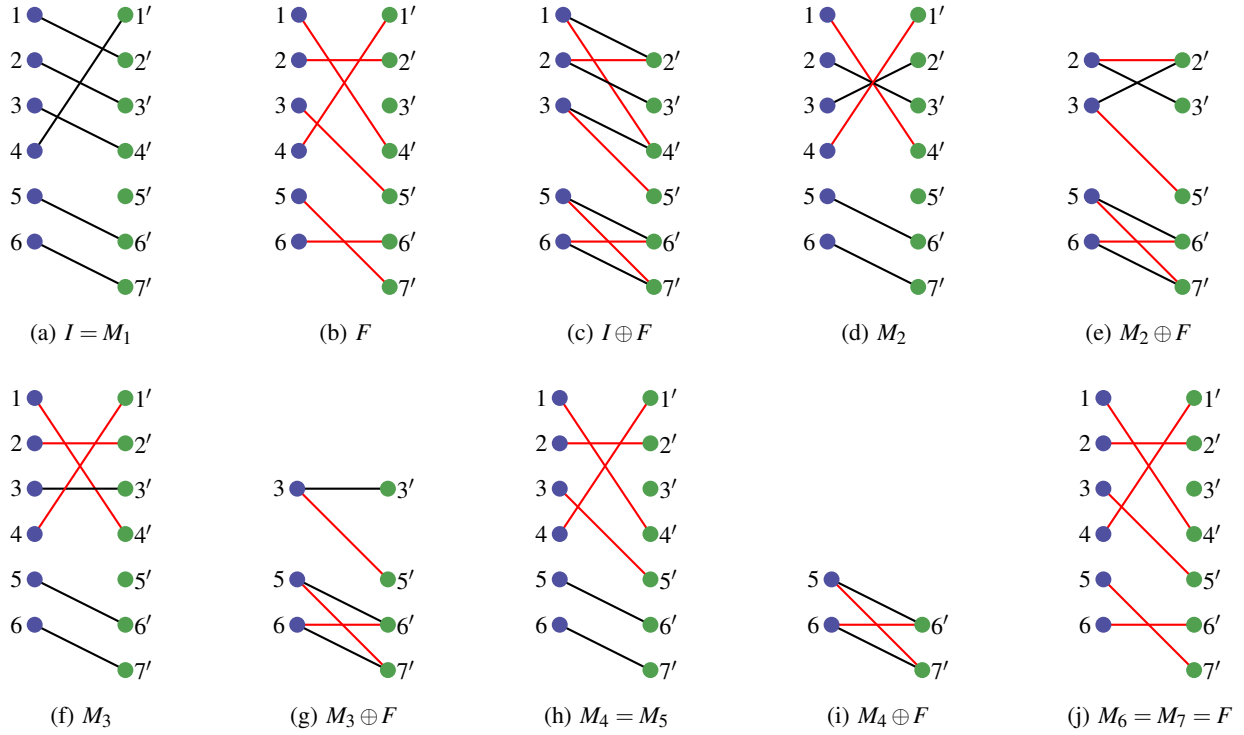 1 1′ 1 1′ 1 1′
2 2′ 2 2′ 2 2′ 2 2′ 2 2′
3 3′ 3 3′ 3 3′ 3 3′ 3 3′
4 4′ 4 4′ 4′ 4 4′
5 5′ 5 5′ 5 5′ 5 5′ 5 5′
6 6′ 6 6′ 6 6′ 6 6′ 6 6′
7′ 7′ 7′ 7′ 7′
(a) I = M₁ (b) F (c) I ⊕ F (d) M₂ (e) M₂ ⊕ F
1 1′ 1 1′ 1 1′
2 2′ 2 2′ 2 2′
3 3′ 3 3′ 3 3′ 3 3′
4 4′ 4 4′ 4 4′
5 5′ 5 5′ 5 5′ 5 5 5′
6 6′ 6 6′ 6 6′ 6 6′ 6 6′
7′ 7′ 7′ 7′ 7′
(f) M₃ (g) M₃ ⊕ F (h) M₄ = M₅ (i) M₄ ⊕ F (j) M₆ = M₇ = F